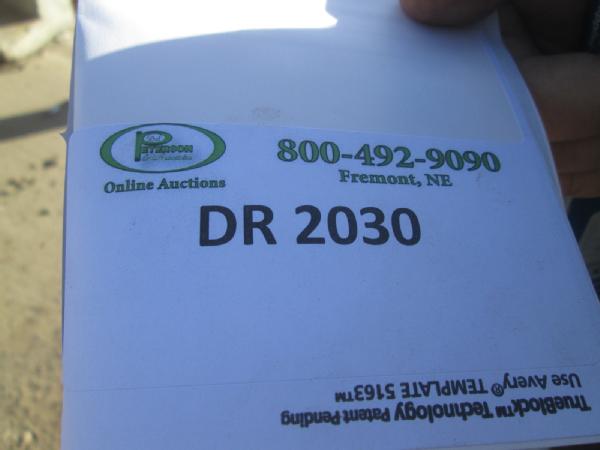 PETERSON
Online Auctions
800-492-9090
Fremont, NE
DR 2030
TrueBlock™ Technology Patent Pending
Use Avery® TEMPLATE 5163™